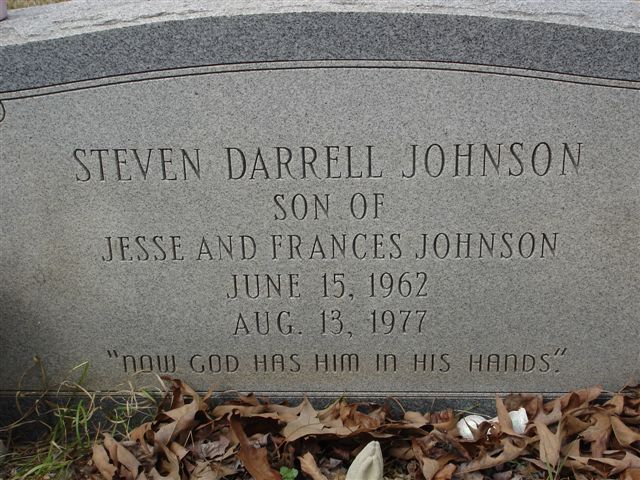 STEVEN DARRELL JOHNSON
SON OF
JESSE AND FRANCES JOHNSON
JUNE 15, 1962
AUG. 13, 1977
"NOW GOD HAS HIM IN HIS HANDS."